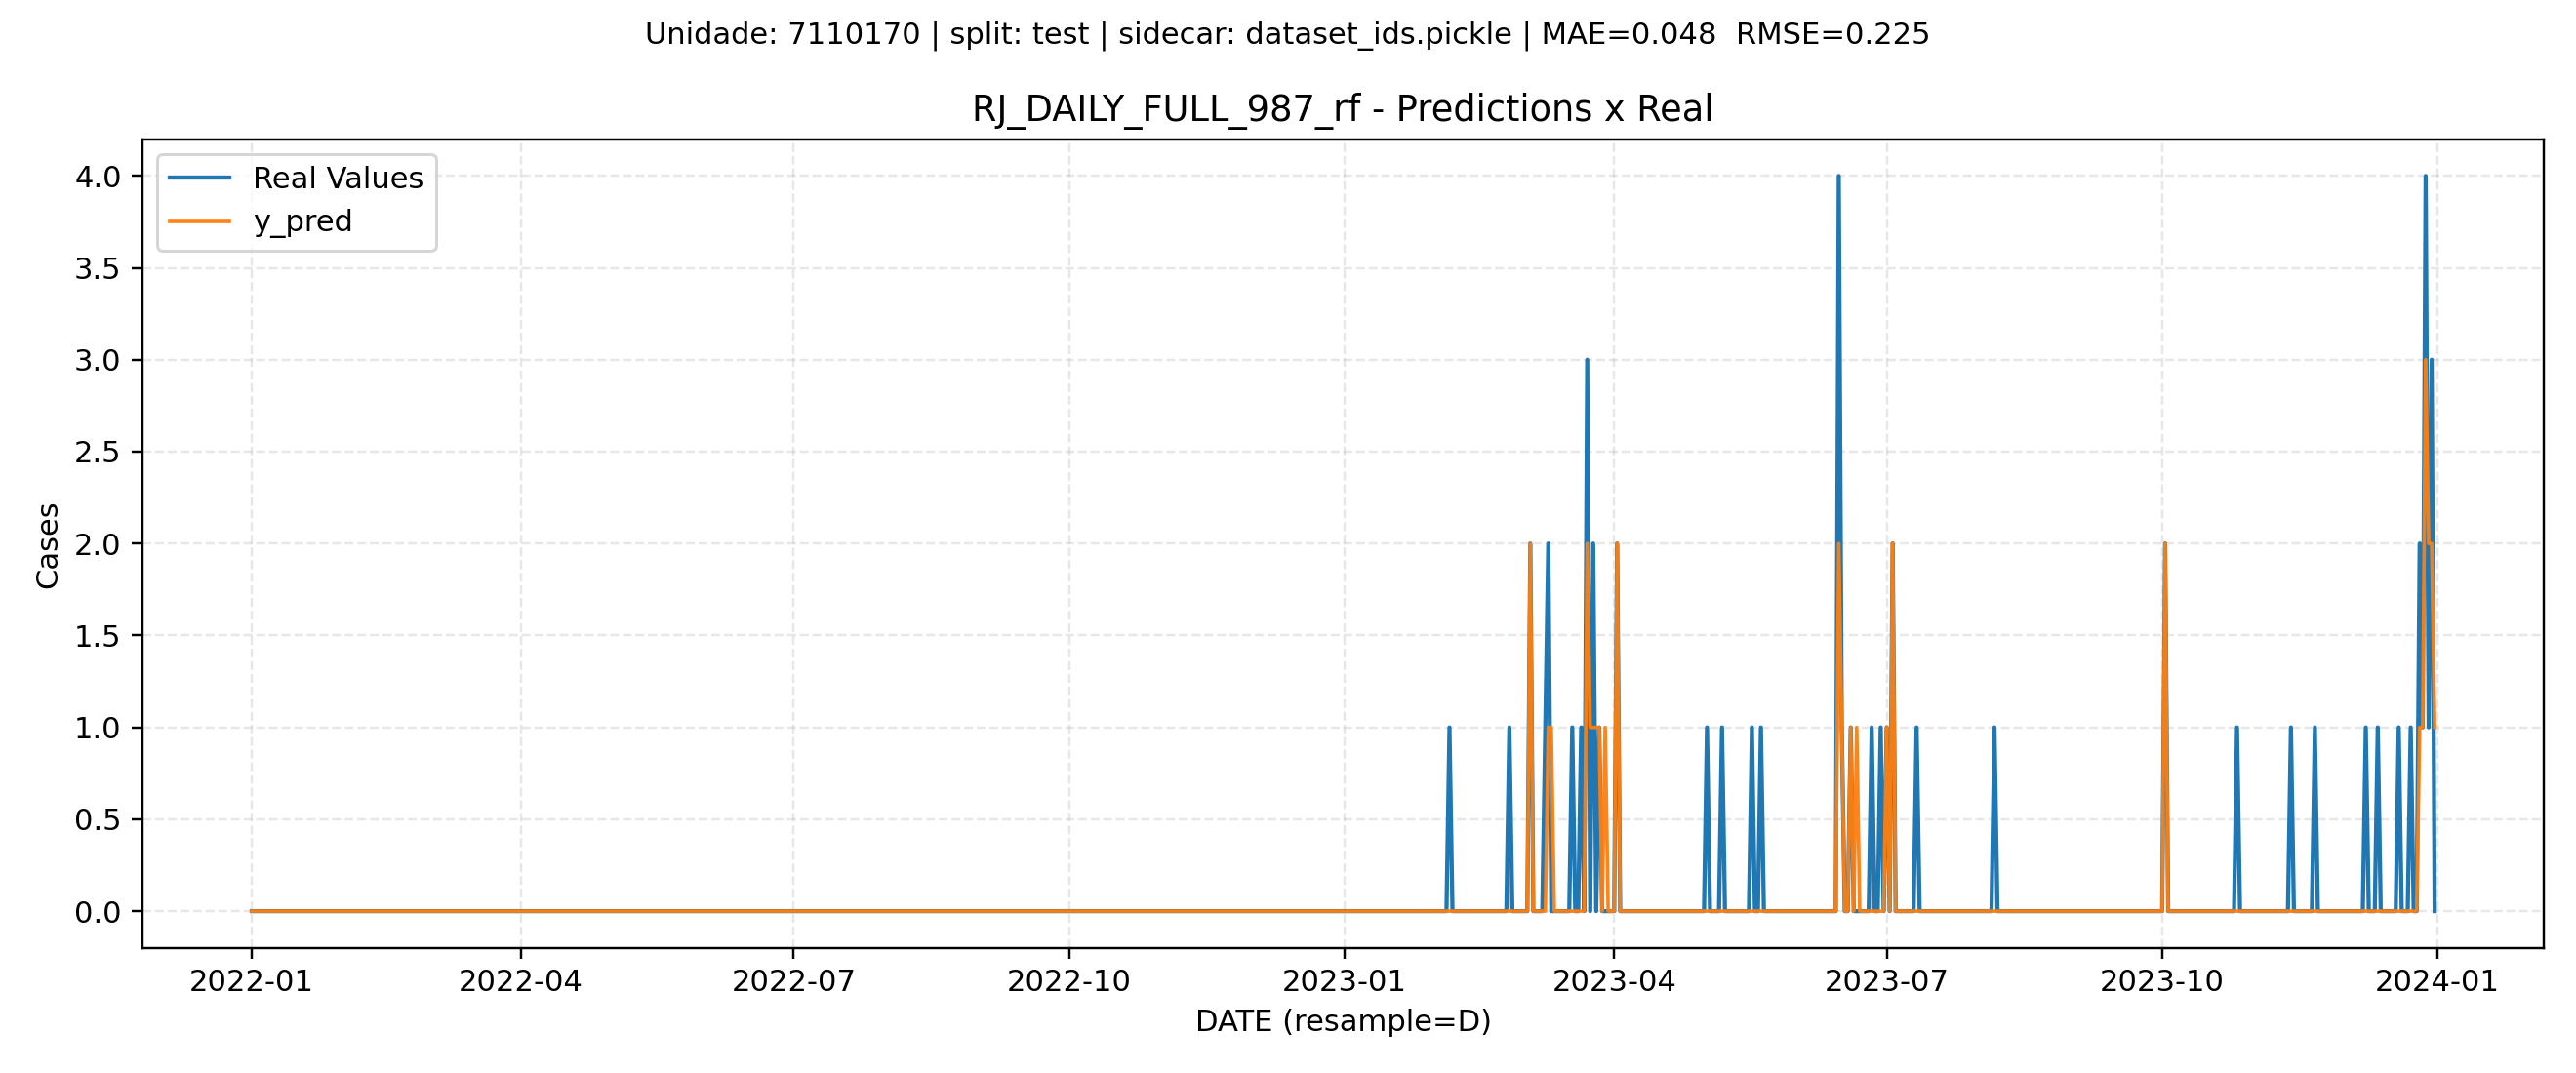 Unidade: 7110170 | split: test | sidecar: dataset_ids.pickle | MAE=0.048  RMSE=0.225
RJ_DAILY_FULL_987_rf - Predictions x Real
Real Values
y_pred
4.0
3.5
3.0
2.5
2.0
1.5
1.0
0.5
0.0
Cases
2022-01 2022-04 2022-07 2022-10 2023-01 2023-04 2023-07 2023-10 2024-01
DATE (resample=D)